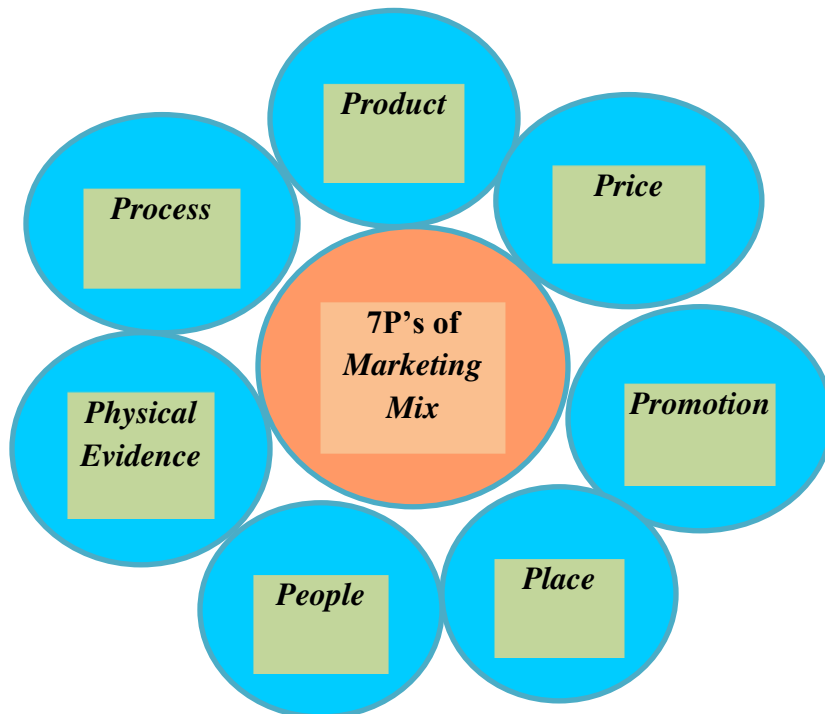 Product
Price
Process
7P’s of
Marketing
Mix
Promotion
Physical
Evidence
Place
People